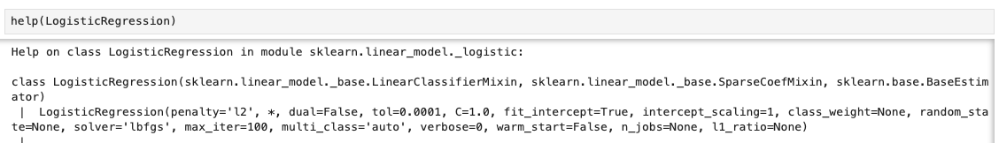 help(LogisticRegression)
Help on class LogisticRegression in module sklearn.linear_model._logistic:
class LogisticRegression(sklearn.linear_model._base.LinearClassifierMixin, sklearn.linear_model._base.SparseCoefMixin, sklearn.base.BaseEstim
ator)
 |  LogisticRegression(penalty='l2', *, dual=False, tol=0.0001, C=1.0, fit_intercept=True, intercept_scaling=1, class_weight=None, random_sta
te=None, solver='lbfgs', max_iter=100, multi_class='auto', verbose=0, warm_start=False, n_jobs=None, l1_ratio=None)
 |